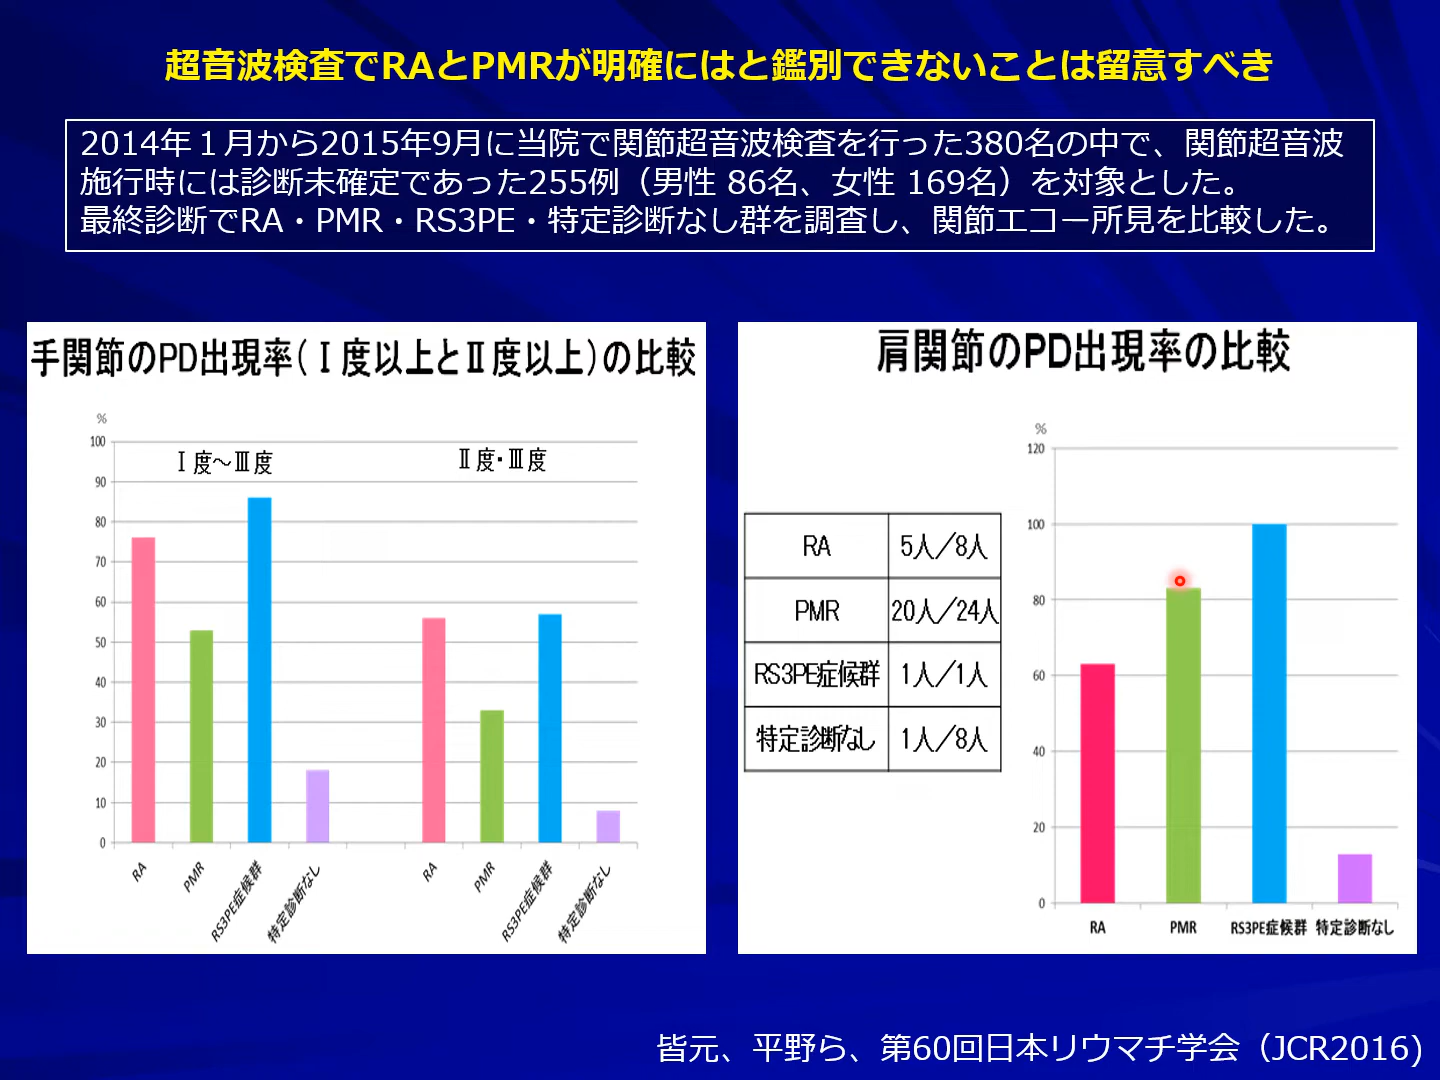 超音波検査でRAとPMRが明確にはと鑑別できないことは留意すべき
2014年１月から2015年9月に当院で関節超音波検査を行った380名の中で、関節超音波
施行時には診断未確定であった255例（男性 86名、女性 169名）を対象とした。
最終診断でRA・PMR・RS3PE・特定診断なし群を調査し、関節エコー所見を比較した。
手関節のPD出現率(Ⅰ度以上とⅡ度以上)の比較
%
100
90
80
70
60
50
40
30
20
10
0
Ⅰ度～Ⅲ度
Ⅱ度・Ⅲ度
RA
PMR
RS3PE症候群
特定診断なし
RA
PMR
RS3PE症候群
特定診断なし
肩関節のPD出現率の比較
RA 5人／8人
PMR 20人／24人
RS3PE症候群 1人／1人
特定診断なし 1人／8人
%
120
100
80
60
40
20
0
RA
PMR
RS3PE症候群
特定診断なし
皆元、平野ら、第60回日本リウマチ学会（JCR2016)